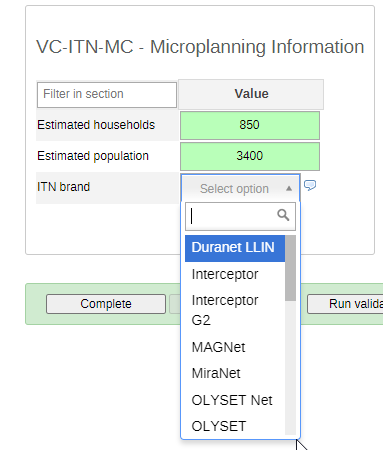 VC-ITN-MC - Microplanning Information
Filter in section
Value
Estimated households
850
Estimated population
3400
ITN brand
Select option
Duranet LLIN
Interceptor
Interceptor
G2
MAGNet
MiraNet
OLYSET Net
OLYSET
Complete
Run valida